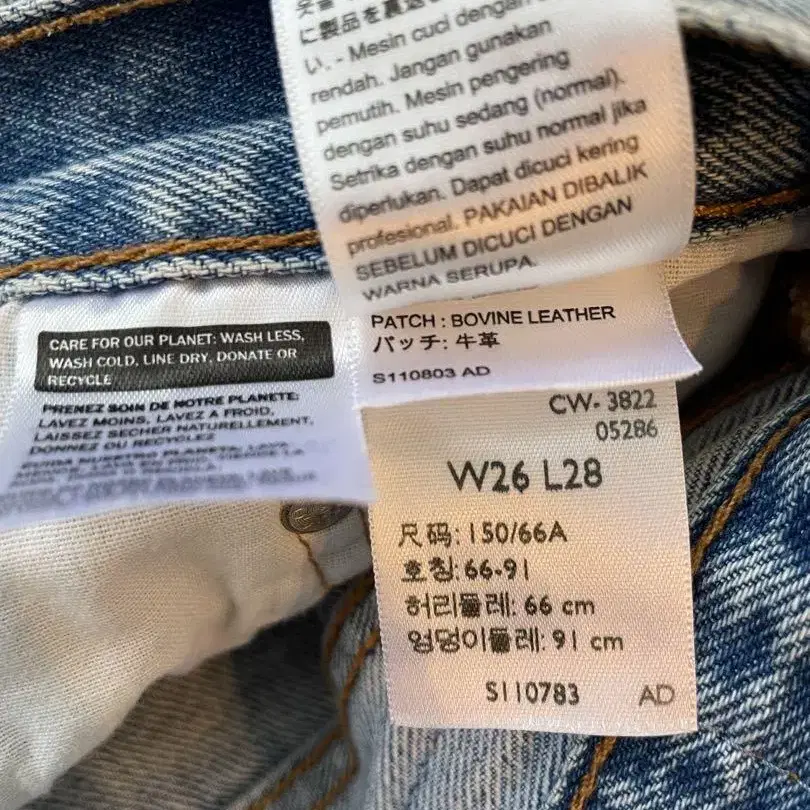 に製品を裏返
い. - Mesin cuci dengan
rendah. Jangan gunakan
pemutih. Mesin pengering
dengan suhu sedang (normal).
Setrika dengan suhu normal jika
diperlukan. Dapat dicuci kering
profesional. PAKAIAN DIBALIK
SEBELUM DICUCI DENGAN
WARNA SERUPA.
PATCH : BOVINE LEATHER
パッチ: 牛革
S110803 AD
CARE FOR OUR PLANET: WASH LESS,
WASH COLD, LINE DRY, DONATE OR
RECYCLE
PRENEZ SOIN DE NOTRE PLANETE:
LAVEZ MOINS, LAVEZ A FROID,
LAISSEZ SECHER NATURELLEMENT,
DONNEZ OU RECYCLEZ
CW- 3822
05286
W26 L28
尺码: 150/66A
호칭: 66-91
허리둘레: 66 cm
엉덩이둘레: 91 cm
S110783 AD